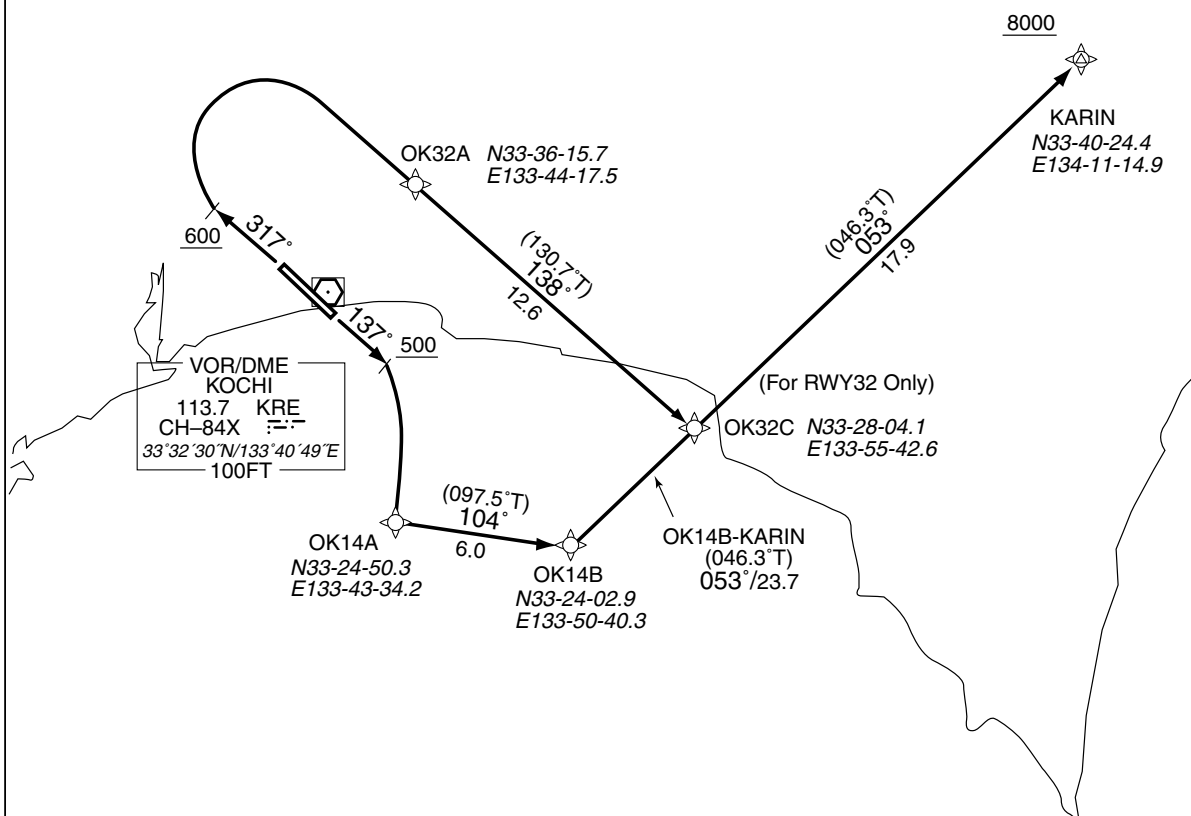 8000
KARIN
N33-40-24.4
E134-11-14.9
OK32A N33-36-15.7
E133-44-17.5
600
317°
(130.7°T)
138°
12.6
(046.3°T)
053°
17.9
137°
500
VOR/DME
KOCHI
113.7 KRE
CH–84X
33°32′30″N/133°40′49″E
100FT
(For RWY32 Only)
OK32C N33-28-04.1
E133-55-42.6
(097.5°T)
104°
6.0
OK14A
N33-24-50.3
E133-43-34.2
OK14B
N33-24-02.9
E133-50-40.3
OK14B-KARIN
(046.3°T)
053°/23.7